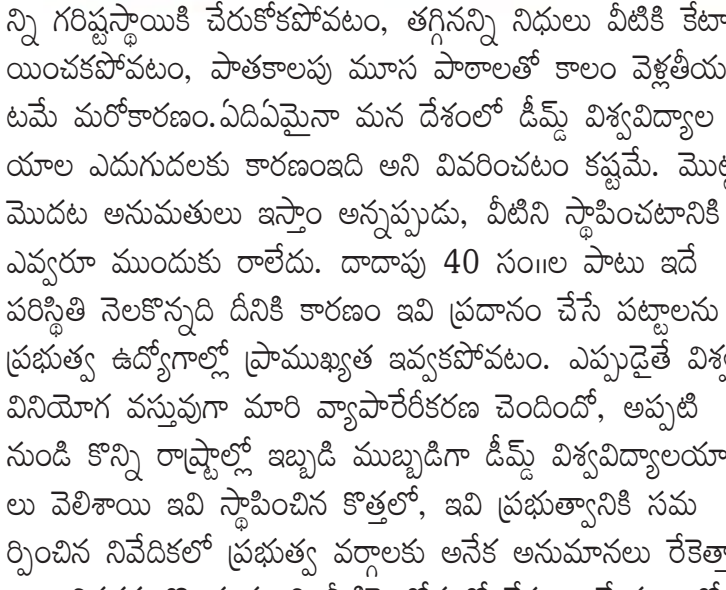 న్ని గరిష్టస్థాయికి చేరుకోకపోవటం, తగ్గినన్ని నిధులు వీటికి కేటా
యించకపోవటం, పాతకాలపు మూస పాఠాలతో కాలం వెళ్లతీయ
టమే మరోకారణం.ఏదిఏమైనా మన దేశంలో డీమ్డ్ విశ్వవిద్యాల
యాల ఎదుగుదలకు కారణంఇది అని వివరించటం కష్టమే. మొట్ట
మొదట అనుమతులు ఇస్తాం అన్నప్పుడు, వీటిని స్థాపించటానికి
ఎవ్వరూ ముందుకు రాలేదు. దాదాపు 40 సం॥ల పాటు ఇదే
పరిస్థితి నెలకొన్నది దీనికి కారణం ఇవి ప్రదానం చేసే పట్టాలను
ప్రభుత్వ ఉద్యోగాల్లో ప్రాముఖ్యత ఇవ్వకపోవటం. ఎప్పుడైతే విశ్వ
వినియోగ వస్తువుగా మారి వ్యాపారేరీకరణ చెందిందో, అప్పటి
నుండి కొన్ని రాష్ట్రాల్లో ఇబ్బడి ముబ్బడిగా డీమ్డ్ విశ్వవిద్యాలయా
లు వెలిశాయి ఇవి స్థాపించిన కొత్తలో, ఇవి ప్రభుత్వానికి సమ
ర్పించిన నివేదికలో ప్రభుత్వ వర్గాలకు అనేక అనుమానలు రేకెత్తా